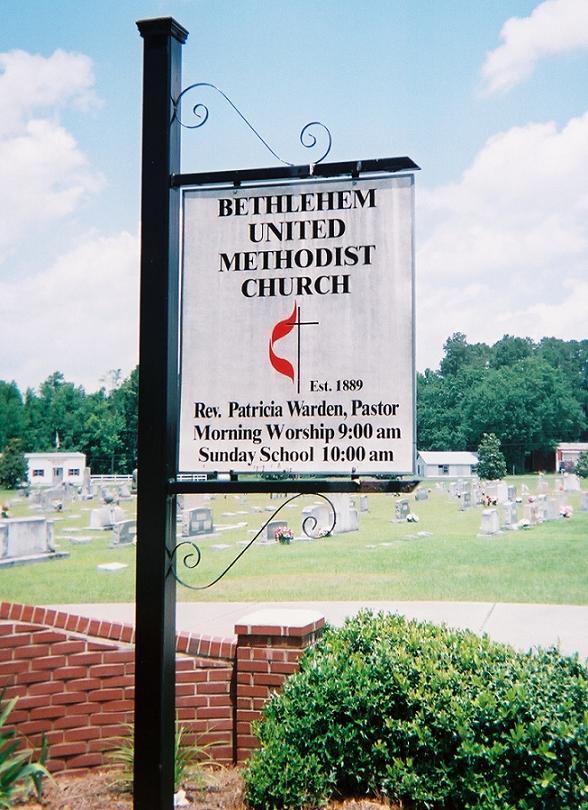 BETHLEHEM
UNITED
METHODIST
CHURCH
Est. 1889
Rev. Patricia Warden, Pastor
Morning Worship 9:00 am
Sunday School 10:00 am